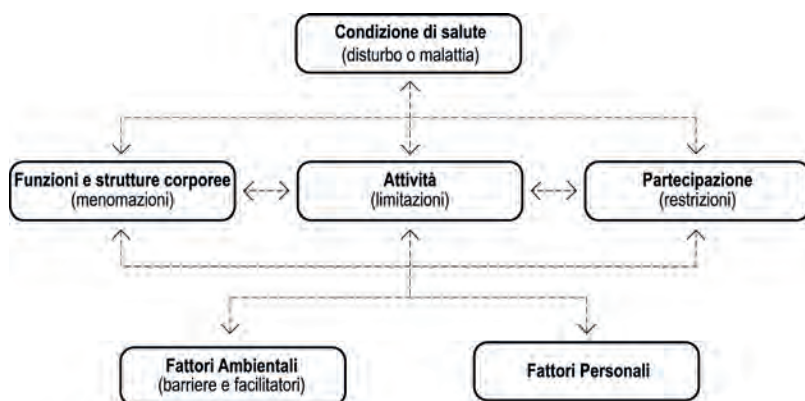 Condizione di salute
(disturbo o malattia)
Funzioni e strutture corporee
(menomazioni)
Attività
(limitazioni)
Partecipazione
(restrizioni)
Fattori Ambientali
(barriere e facilitatori)
Fattori Personali